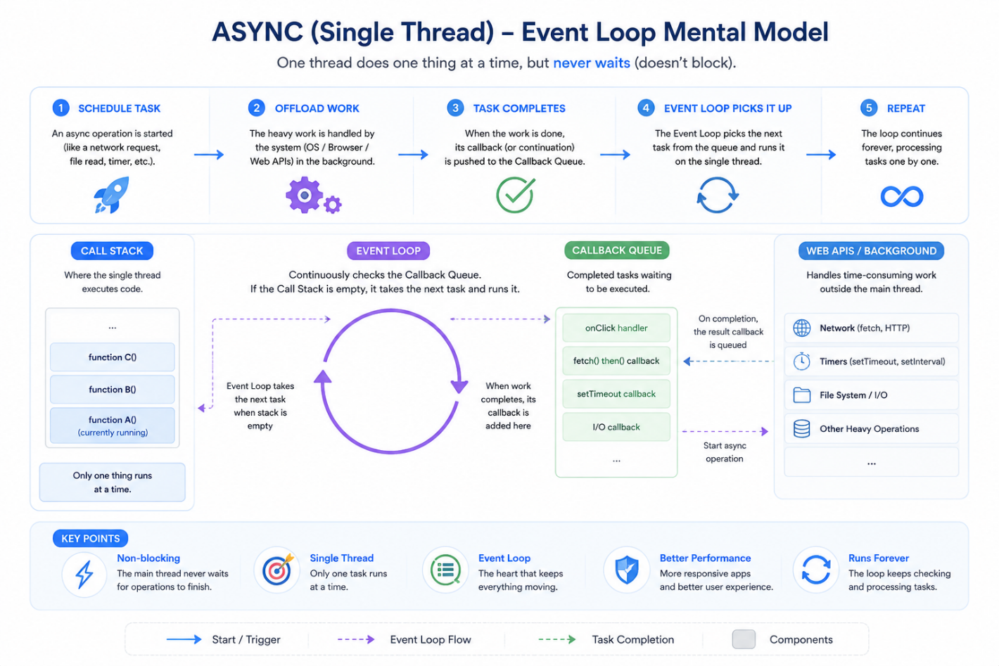 ASYNC (Single Thread) – Event Loop Mental Model
One thread does one thing at a time, but never waits (doesn't block).
1 SCHEDULE TASK
An async operation is started
(like a network request,
file read, timer, etc.).
2 OFFLOAD WORK
The heavy work is handled by
the system (OS / Browser /
Web APIs) in the background.
3 TASK COMPLETES
When the work is done,
its callback (or continuation)
is pushed to the Callback Queue.
4 EVENT LOOP PICKS IT UP
The Event Loop picks the next
task from the queue and runs it
on the single thread.
5 REPEAT
The loop continues
forever, processing
tasks one by one.
CALL STACK
Where the single thread
executes code.
...
function C()
function B()
function A()
(currently running)
Only one thing runs
at a time.
EVENT LOOP
Continuously checks the Callback Queue.
If the Call Stack is empty, it takes the next task and runs it.
Event Loop takes
the next task
when stack is
empty
When work
completes, its
callback is
added here
CALLBACK QUEUE
Completed tasks waiting
to be executed.
onClick handler
fetch() then() callback
setTimeout callback
I/O callback
...
On completion,
the result callback
is queued
Start async
operation
WEB APIS / BACKGROUND
Handles time-consuming work
outside the main thread.
Network (fetch, HTTP)
Timers (setTimeout, setInterval)
File System / I/O
Other Heavy Operations
...
KEY POINTS
Non-blocking
The main thread never waits
for operations to finish.
Single Thread
Only one task runs
at a time.
Event Loop
The heart that keeps
everything moving.
Better Performance
More responsive apps
and better user experience.
Runs Forever
The loop keeps checking
and processing tasks.
Start / Trigger
Event Loop Flow
Task Completion
Components